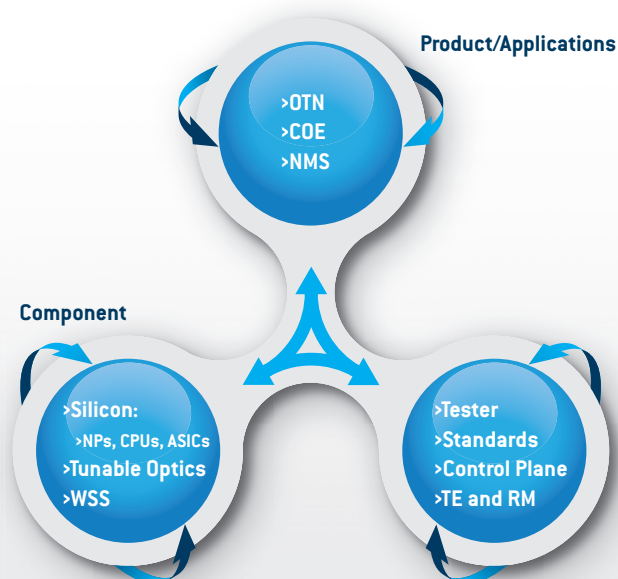 Product/Applications
>OTN
>COE
>NMS
Component
>Silicon:
>NPs, CPUs, ASICs
>Tunable Optics
>WSS
>Tester
>Standards
>Control Plane
>TE and RM